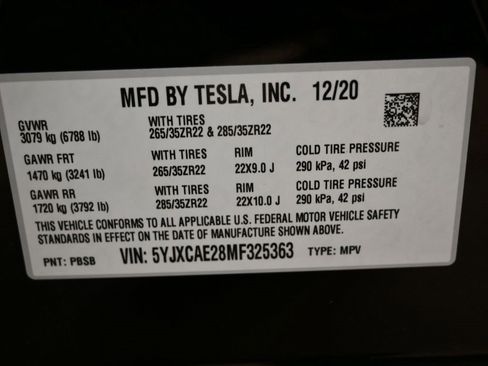 MFD BY TESLA, INC. 12/20
GVWR WITH TIRES
3079 kg (6788 lb) 265/35ZR22 & 285/35ZR22
GAWR FRT WITH TIRES RIM COLD TIRE PRESSURE
1470 kg (3241 lb) 265/35ZR22 22X9.0 J 290 kPa, 42 psi
GAWR RR WITH TIRES RIM COLD TIRE PRESSURE
1720 kg (3792 lb) 285/35ZR22 22X10.0 J 290 kPa, 42 psi
THIS VEHICLE CONFORMS TO ALL APPLICABLE U.S. FEDERAL MOTOR VEHICLE SAFETY
STANDARDS IN EFFECT ON THE DATE OF MANUFACTURE SHOWN ABOVE.
PNT: PBSB VIN: 5YJXCAE28MF325363 TYPE: MPV